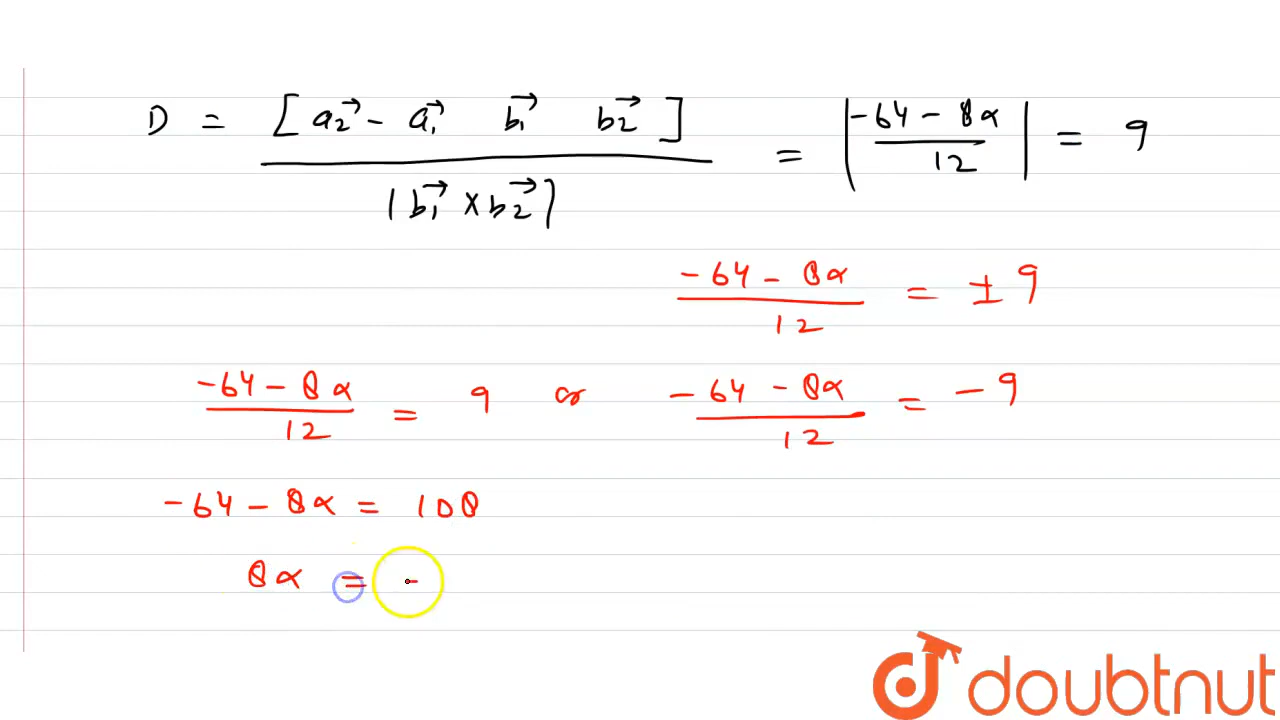 D = [ a₂⃗ - a₁⃗ b₁⃗ b₂⃗ ] / |b₁⃗ × b₂⃗| = | -64 - 8α / 12 | = 9
-64 - 8α / 12 = ± 9
-64 - 8α / 12 = 9 or -64 - 8α / 12 = -9
-64 - 8α = 108
8α = -
doubtnut